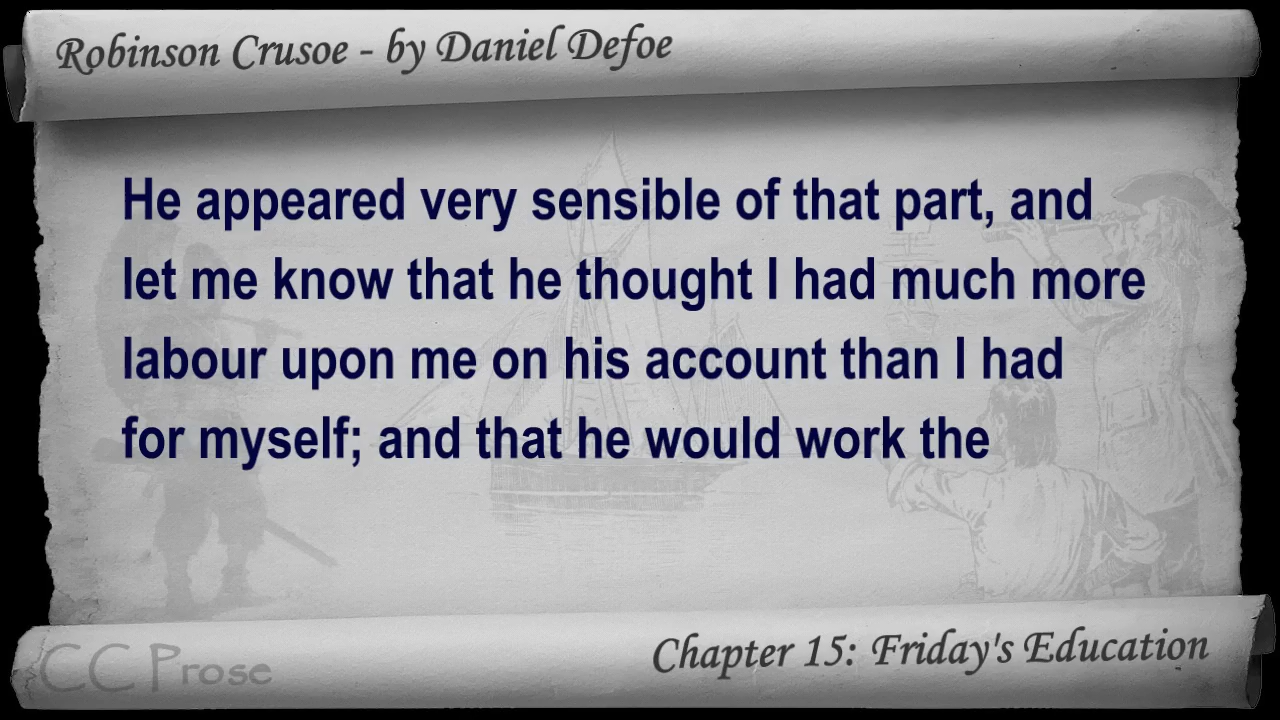 Robinson Crusoe - by Daniel Defoe
He appeared very sensible of that part, and
let me know that he thought I had much more
labour upon me on his account than I had
for myself; and that he would work the
Chapter 15: Friday's Education
CC Prose